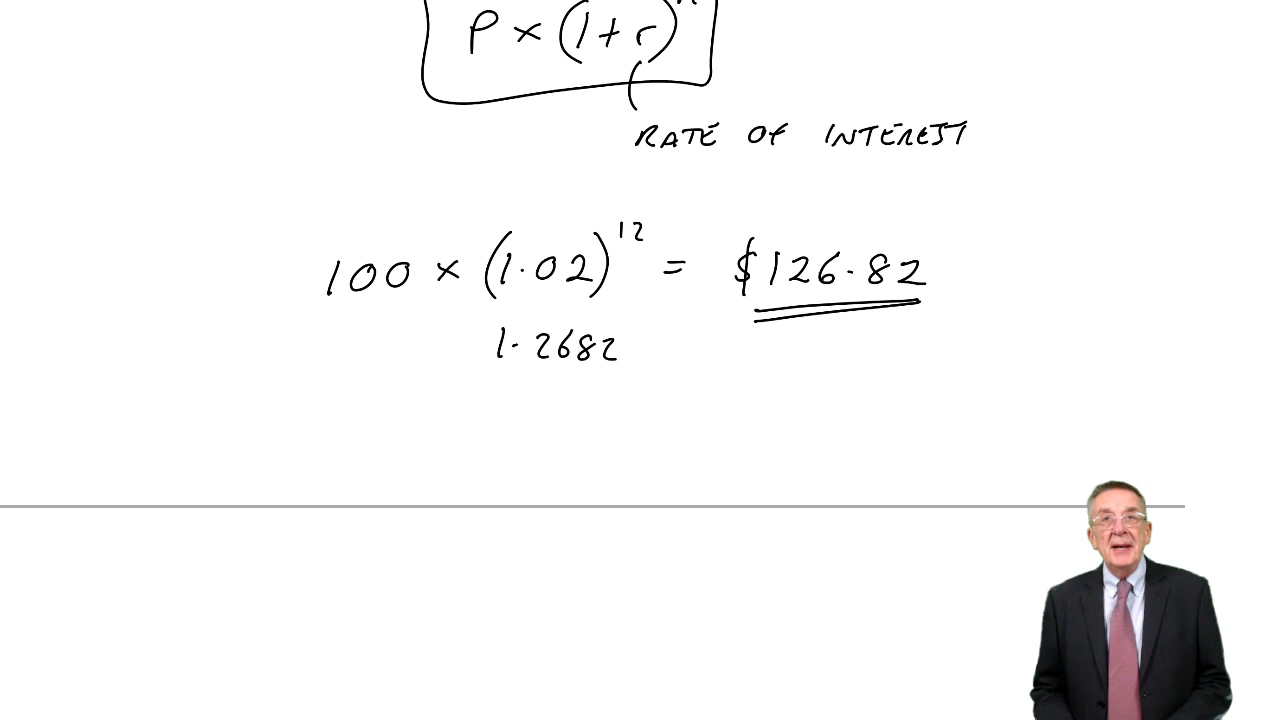 P × (1 + r)ⁿ
RATE OF INTEREST
100 × (1.02)¹² = $126.82
1.2682